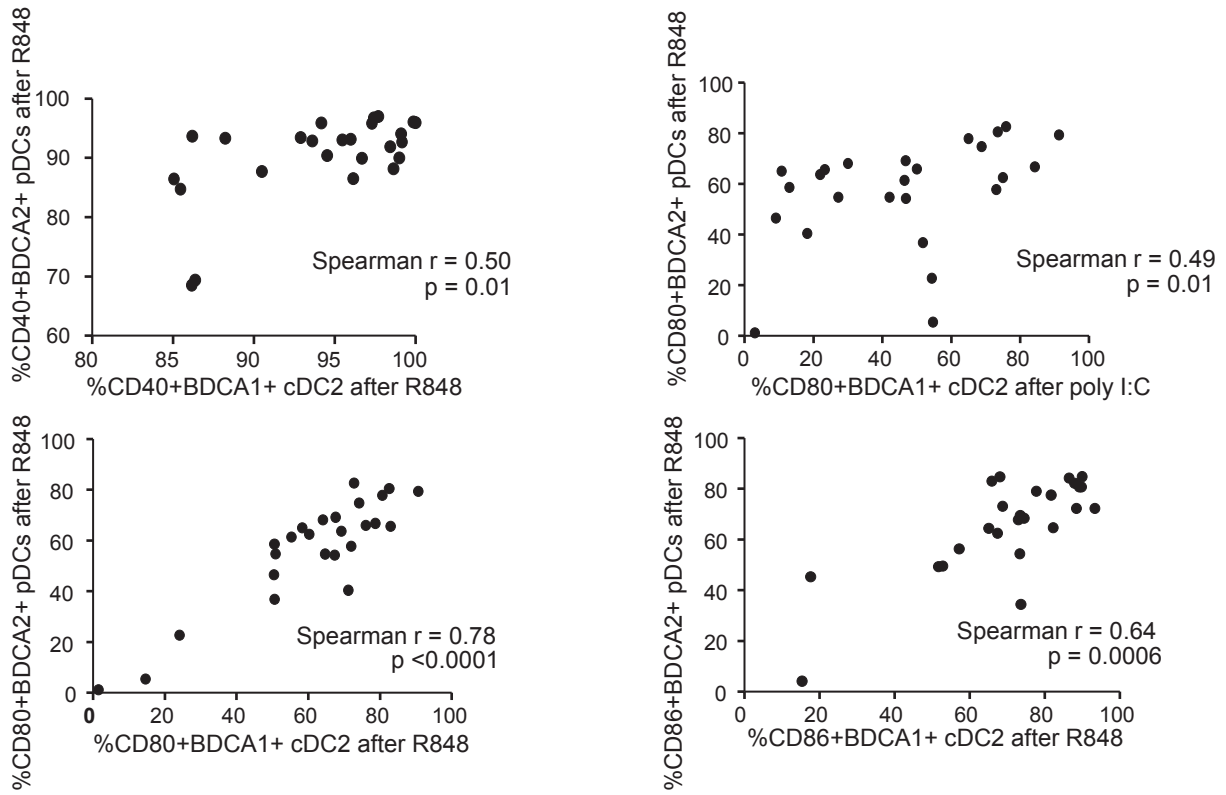 %CD40+BDCA2+ pDCs after R848
100
90
80
70
60
80 85 90 95 100
Spearman r = 0.50
p = 0.01
%CD40+BDCA1+ cDC2 after R848
%CD80+BDCA2+ pDCs after R848
100
80
60
40
20
0
0 20 40 60 80 100
Spearman r = 0.49
p = 0.01
%CD80+BDCA1+ cDC2 after poly I:C
%CD80+BDCA2+ pDCs after R848
100
80
60
40
20
0
0 20 40 60 80 100
Spearman r = 0.78
p <0.0001
%CD80+BDCA1+ cDC2 after R848
%CD86+BDCA2+ pDCs after R848
100
80
60
40
20
0
0 20 40 60 80 100
Spearman r = 0.64
p = 0.0006
%CD86+BDCA1+ cDC2 after R848